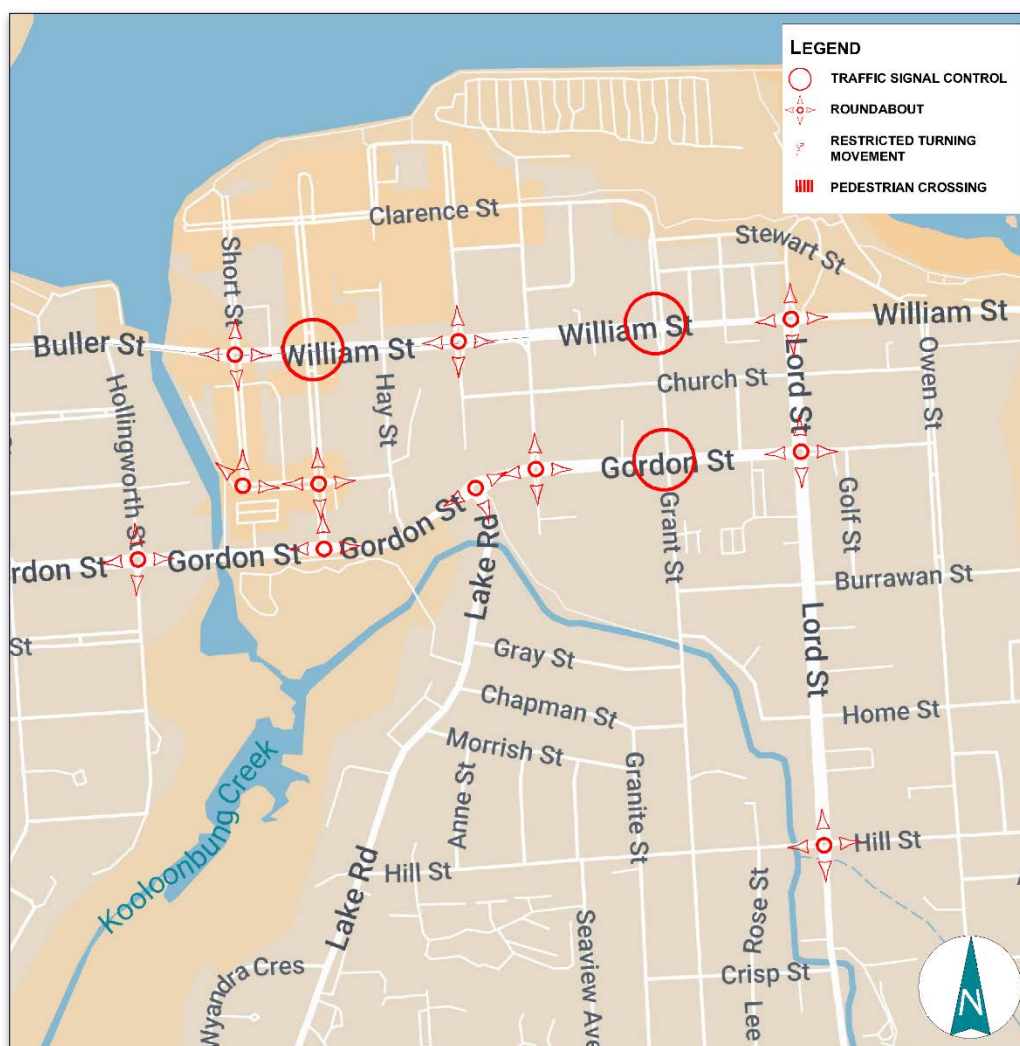 LEGEND
TRAFFIC SIGNAL CONTROL
ROUNDABOUT
RESTRICTED TURNING
MOVEMENT
PEDESTRIAN CROSSING
Clarence St
Short St
Stewart St
William St
William St
William St
Buller St
Lord St
Owen St
Hay St
Church St
Hollingworth St
Gordon St
Golf St
Grant St
Gordon St
Gordon St
rdon St
Lake Rd
Burrawan St
Lord St
Gray St
St
Chapman St
Home St
Morrish St
Kooloonbung Creek
Anne St
Granite St
Hill St
Hill St
Lake Rd
Rose St
Seaview Ave
Wyandra Cres
Crisp St
Lee
N